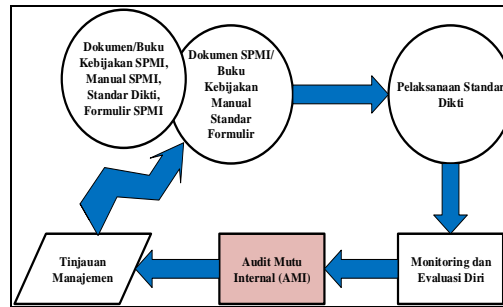 Dokumen/Buku
Kebijakan SPMI,
Manual SPMI,
Standar Dikti,
Formulir SPMI
Dokumen SPMI/
Buku
Kebijakan
Manual
Standar
Formulir
Pelaksanaan Standar
Dikti
Tinjauan
Manajemen
Audit Mutu
Internal (AMI)
Monitoring dan
Evaluasi Diri